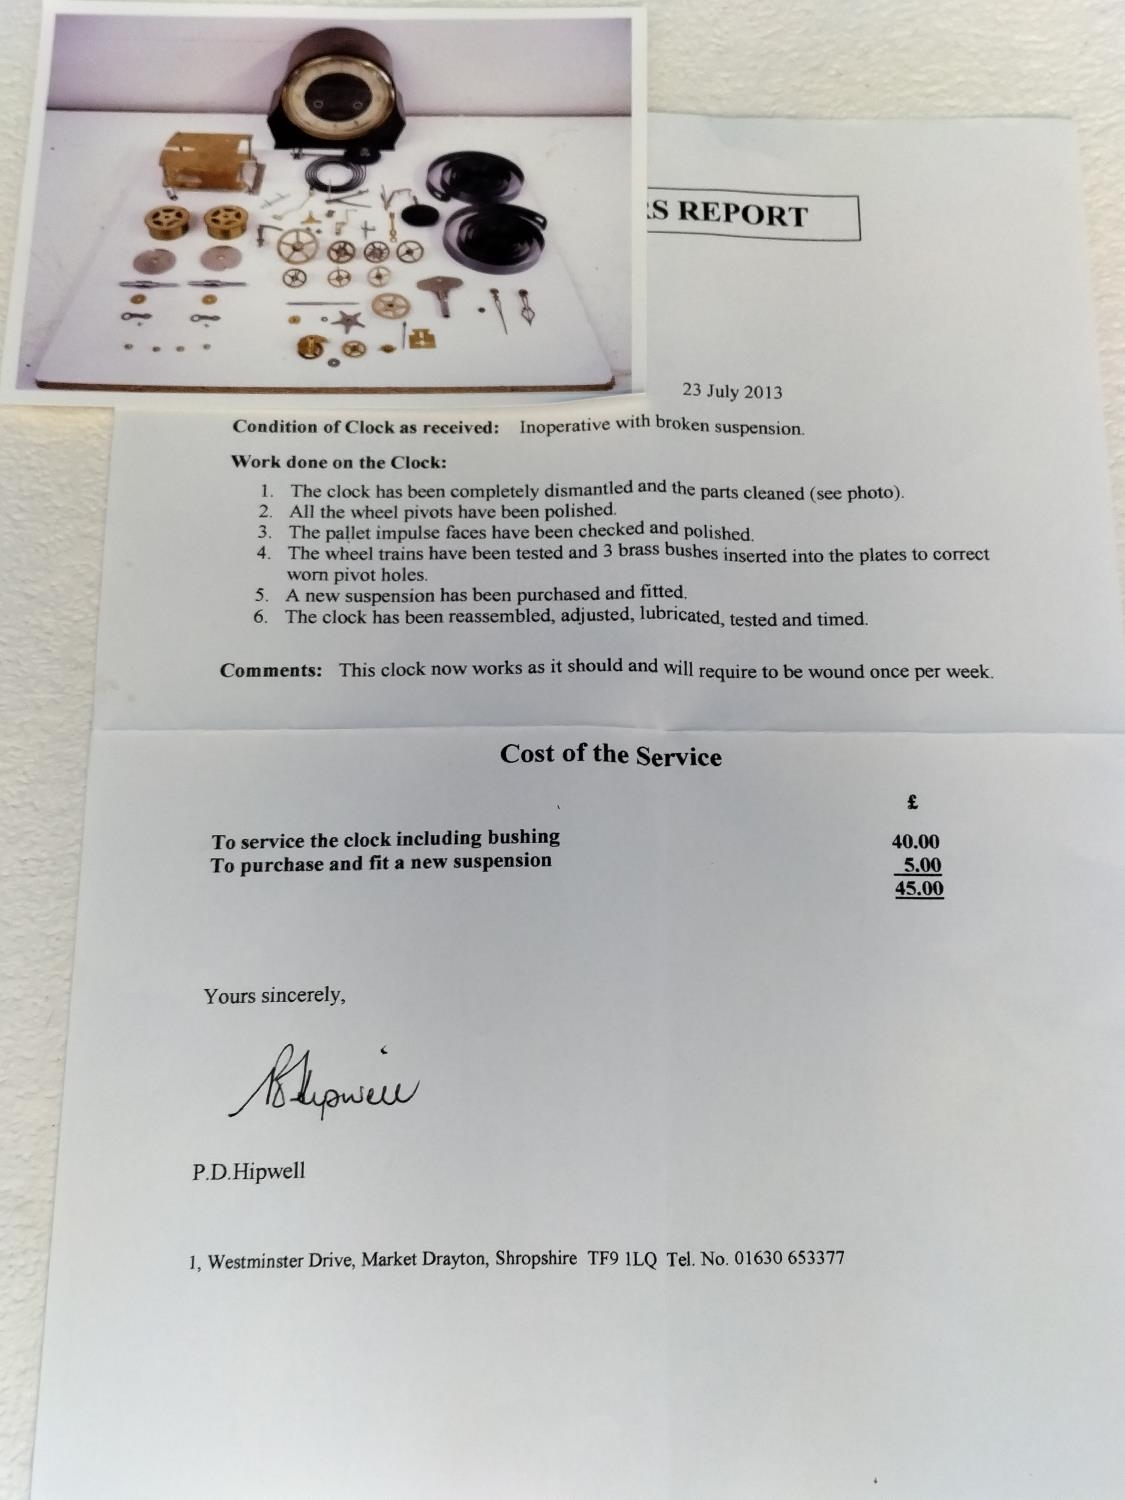 S REPORT
23 July 2013
Condition of Clock as received: Inoperative with broken suspension.
Work done on the Clock:
1. The clock has been completely dismantled and the parts cleaned (see photo).
2. All the wheel pivots have been polished.
3. The pallet impulse faces have been checked and polished.
4. The wheel trains have been tested and 3 brass bushes inserted into the plates to correct
worn pivot holes.
5. A new suspension has been purchased and fitted.
6. The clock has been reassembled, adjusted, lubricated, tested and timed.
Comments: This clock now works as it should and will require to be wound once per week.
Cost of the Service
£
To service the clock including bushing 40.00
To purchase and fit a new suspension 5.00
45.00
Yours sincerely,
P.D.Hipwell
1, Westminster Drive, Market Drayton, Shropshire TF9 1LQ Tel. No. 01630 653377